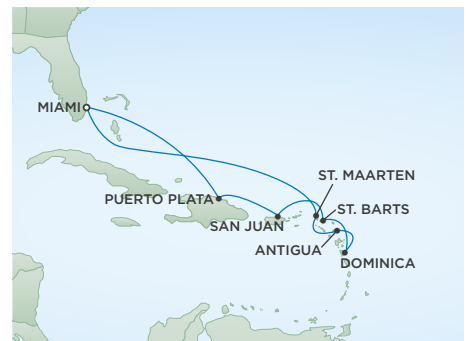 MIAMI
ST. MAARTEN
PUERTO PLATA
ST. BARTS
SAN JUAN
ANTIGUA
DOMINICA